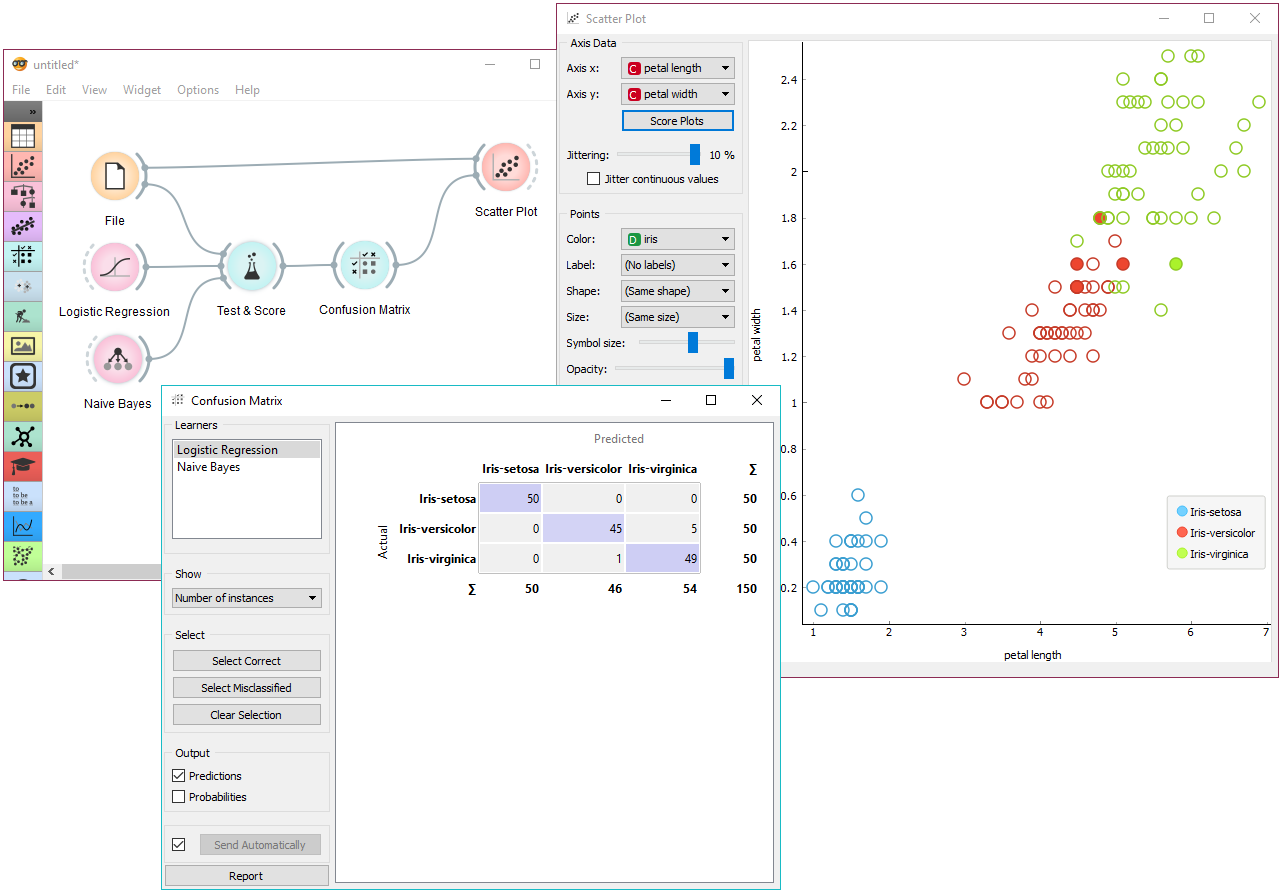 Scatter Plot
Axis Data
Axis x: C petal length
Axis y: C petal width
Score Plots
Jittering: 10 %
Jitter continuous values
Points
Color: D iris
Label: (No labels)
Shape: (Same shape)
Size: (Same size)
Symbol size:
Opacity:
petal width
2.4
2.2
2
1.8
1.6
1.4
1.2
1
0.8
0.6
0.4
0.2
1 2 3 4 5 6 7
petal length
Iris-setosa
Iris-versicolor
Iris-virginica
untitled*
File Edit View Widget Options Help
»
to
to be
to be a
File
Scatter Plot
Logistic Regression
Test & Score
Confusion Matrix
Naive Bayes
<
Confusion Matrix
Learners
Logistic Regression
Naive Bayes
Show
Number of instances
Select
Select Correct
Select Misclassified
Clear Selection
Output
Predictions
Probabilities
Send Automatically
Report
Predicted
Iris-setosa Iris-versicolor Iris-virginica Σ
Actual
Iris-setosa 50 0 0 50
Iris-versicolor 0 45 5 50
Iris-virginica 0 1 49 50
Σ 50 46 54 150